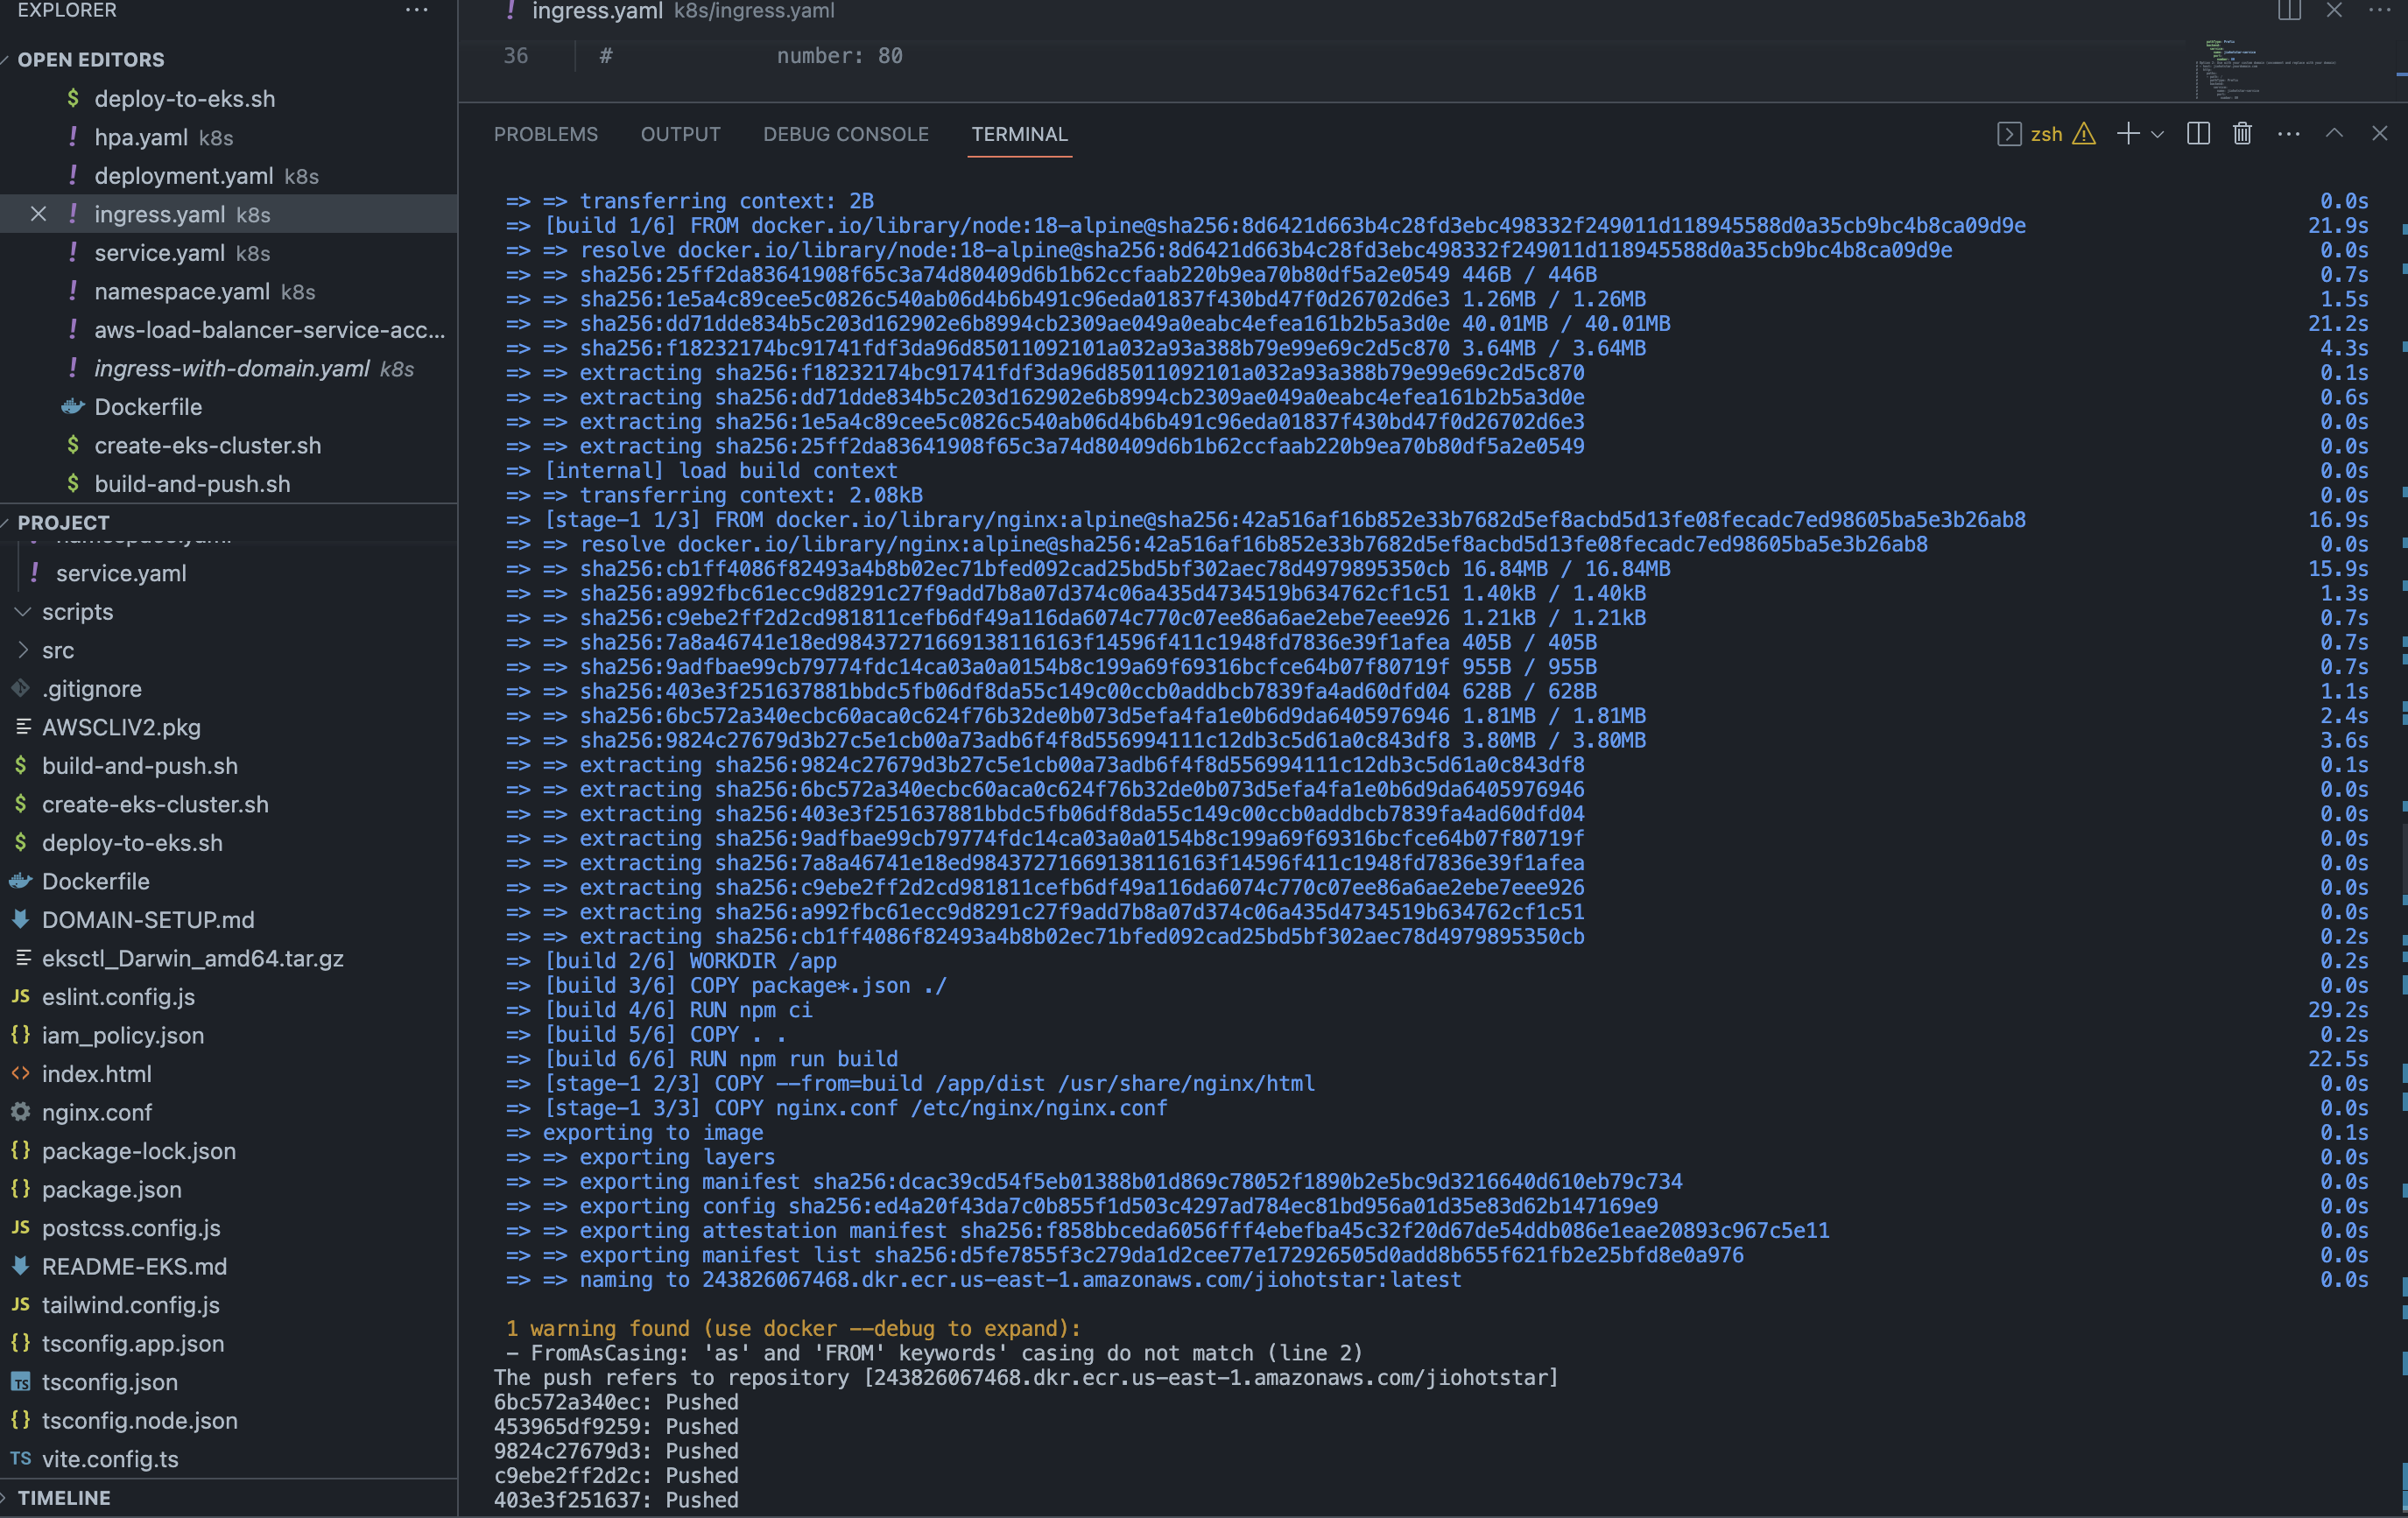 EXPLORER
OPEN EDITORS
$ deploy-to-eks.sh
! hpa.yaml k8s
! deployment.yaml k8s
! ingress.yaml k8s
! service.yaml k8s
! namespace.yaml k8s
! aws-load-balancer-service-acc...
! ingress-with-domain.yaml k8s
Dockerfile
$ create-eks-cluster.sh
$ build-and-push.sh
PROJECT
! namespace.yaml
! service.yaml
scripts
src
.gitignore
AWSCLIV2.pkg
$ build-and-push.sh
$ create-eks-cluster.sh
$ deploy-to-eks.sh
Dockerfile
DOMAIN-SETUP.md
eksctl_Darwin_amd64.tar.gz
JS eslint.config.js
{} iam_policy.json
<> index.html
nginx.conf
{} package-lock.json
{} package.json
JS postcss.config.js
README-EKS.md
JS tailwind.config.js
{} tsconfig.app.json
TS tsconfig.json
{} tsconfig.node.json
TS vite.config.ts
TIMELINE
! ingress.yaml k8s/ingress.yaml
36 # number: 80
PROBLEMS OUTPUT DEBUG CONSOLE TERMINAL
zsh
=> => transferring context: 2B 0.0s
=> [build 1/6] FROM docker.io/library/node:18-alpine@sha256:8d6421d663b4c28fd3ebc498332f249011d118945588d0a35cb9bc4b8ca09d9e 21.9s
=> => resolve docker.io/library/node:18-alpine@sha256:8d6421d663b4c28fd3ebc498332f249011d118945588d0a35cb9bc4b8ca09d9e 0.0s
=> => sha256:25ff2da83641908f65c3a74d80409d6b1b62ccfaab220b9ea70b80df5a2e0549 446B / 446B 0.7s
=> => sha256:1e5a4c89cee5c0826c540ab06d4b6b491c96eda01837f430bd47f0d26702d6e3 1.26MB / 1.26MB 1.5s
=> => sha256:dd71dde834b5c203d162902e6b8994cb2309ae049a0eabc4efea161b2b5a3d0e 40.01MB / 40.01MB 21.2s
=> => sha256:f18232174bc91741fdf3da96d85011092101a032a93a388b79e99e69c2d5c870 3.64MB / 3.64MB 4.3s
=> => extracting sha256:f18232174bc91741fdf3da96d85011092101a032a93a388b79e99e69c2d5c870 0.1s
=> => extracting sha256:dd71dde834b5c203d162902e6b8994cb2309ae049a0eabc4efea161b2b5a3d0e 0.6s
=> => extracting sha256:1e5a4c89cee5c0826c540ab06d4b6b491c96eda01837f430bd47f0d26702d6e3 0.0s
=> => extracting sha256:25ff2da83641908f65c3a74d80409d6b1b62ccfaab220b9ea70b80df5a2e0549 0.0s
=> [internal] load build context 0.0s
=> => transferring context: 2.08kB 0.0s
=> [stage-1 1/3] FROM docker.io/library/nginx:alpine@sha256:42a516af16b852e33b7682d5ef8acbd5d13fe08fecadc7ed98605ba5e3b26ab8 16.9s
=> => resolve docker.io/library/nginx:alpine@sha256:42a516af16b852e33b7682d5ef8acbd5d13fe08fecadc7ed98605ba5e3b26ab8 0.0s
=> => sha256:cb1ff4086f82493a4b8b02ec71bfed092cad25bd5bf302aec78d4979895350cb 16.84MB / 16.84MB 15.9s
=> => sha256:a992fbc61ecc9d8291c27f9add7b8a07d374c06a435d4734519b634762cf1c51 1.40kB / 1.40kB 1.3s
=> => sha256:c9ebe2ff2d2cd981811cefb6df49a116da6074c770c07ee86a6ae2ebe7eee926 1.21kB / 1.21kB 0.7s
=> => sha256:7a8a46741e18ed98437271669138116163f14596f411c1948fd7836e39f1afea 405B / 405B 0.7s
=> => sha256:9adfbae99cb79774fdc14ca03a0a0154b8c199a69f69316bcfce64b07f80719f 955B / 955B 0.7s
=> => sha256:403e3f251637881bbdc5fb06df8da55c149c00ccb0addbcb7839fa4ad60dfd04 628B / 628B 1.1s
=> => sha256:6bc572a340ecbc60aca0c624f76b32de0b073d5efa4fa1e0b6d9da6405976946 1.81MB / 1.81MB 2.4s
=> => sha256:9824c27679d3b27c5e1cb00a73adb6f4f8d556994111c12db3c5d61a0c843df8 3.80MB / 3.80MB 3.6s
=> => extracting sha256:9824c27679d3b27c5e1cb00a73adb6f4f8d556994111c12db3c5d61a0c843df8 0.1s
=> => extracting sha256:6bc572a340ecbc60aca0c624f76b32de0b073d5efa4fa1e0b6d9da6405976946 0.0s
=> => extracting sha256:403e3f251637881bbdc5fb06df8da55c149c00ccb0addbcb7839fa4ad60dfd04 0.0s
=> => extracting sha256:9adfbae99cb79774fdc14ca03a0a0154b8c199a69f69316bcfce64b07f80719f 0.0s
=> => extracting sha256:7a8a46741e18ed98437271669138116163f14596f411c1948fd7836e39f1afea 0.0s
=> => extracting sha256:c9ebe2ff2d2cd981811cefb6df49a116da6074c770c07ee86a6ae2ebe7eee926 0.0s
=> => extracting sha256:a992fbc61ecc9d8291c27f9add7b8a07d374c06a435d4734519b634762cf1c51 0.0s
=> => extracting sha256:cb1ff4086f82493a4b8b02ec71bfed092cad25bd5bf302aec78d4979895350cb 0.2s
=> [build 2/6] WORKDIR /app 0.2s
=> [build 3/6] COPY package*.json ./ 0.0s
=> [build 4/6] RUN npm ci 29.2s
=> [build 5/6] COPY . . 0.2s
=> [build 6/6] RUN npm run build 22.5s
=> [stage-1 2/3] COPY --from=build /app/dist /usr/share/nginx/html 0.0s
=> [stage-1 3/3] COPY nginx.conf /etc/nginx/nginx.conf 0.0s
=> exporting to image 0.1s
=> => exporting layers 0.0s
=> => exporting manifest sha256:dcac39cd54f5eb01388b01d869c78052f1890b2e5bc9d3216640d610eb79c734 0.0s
=> => exporting config sha256:ed4a20f43da7c0b855f1d503c4297ad784ec81bd956a01d35e83d62b147169e9 0.0s
=> => exporting attestation manifest sha256:f858bbceda6056fff4ebefba45c32f20d67de54ddb086e1eae20893c967c5e11 0.0s
=> => exporting manifest list sha256:d5fe7855f3c279da1d2cee77e172926505d0add8b655f621fb2e25bfd8e0a976 0.0s
=> => naming to 243826067468.dkr.ecr.us-east-1.amazonaws.com/jiohotstar:latest 0.0s
1 warning found (use docker --debug to expand):
- FromAsCasing: 'as' and 'FROM' keywords' casing do not match (line 2)
The push refers to repository [243826067468.dkr.ecr.us-east-1.amazonaws.com/jiohotstar]
6bc572a340ec: Pushed
453965df9259: Pushed
9824c27679d3: Pushed
c9ebe2ff2d2c: Pushed
403e3f251637: Pushed